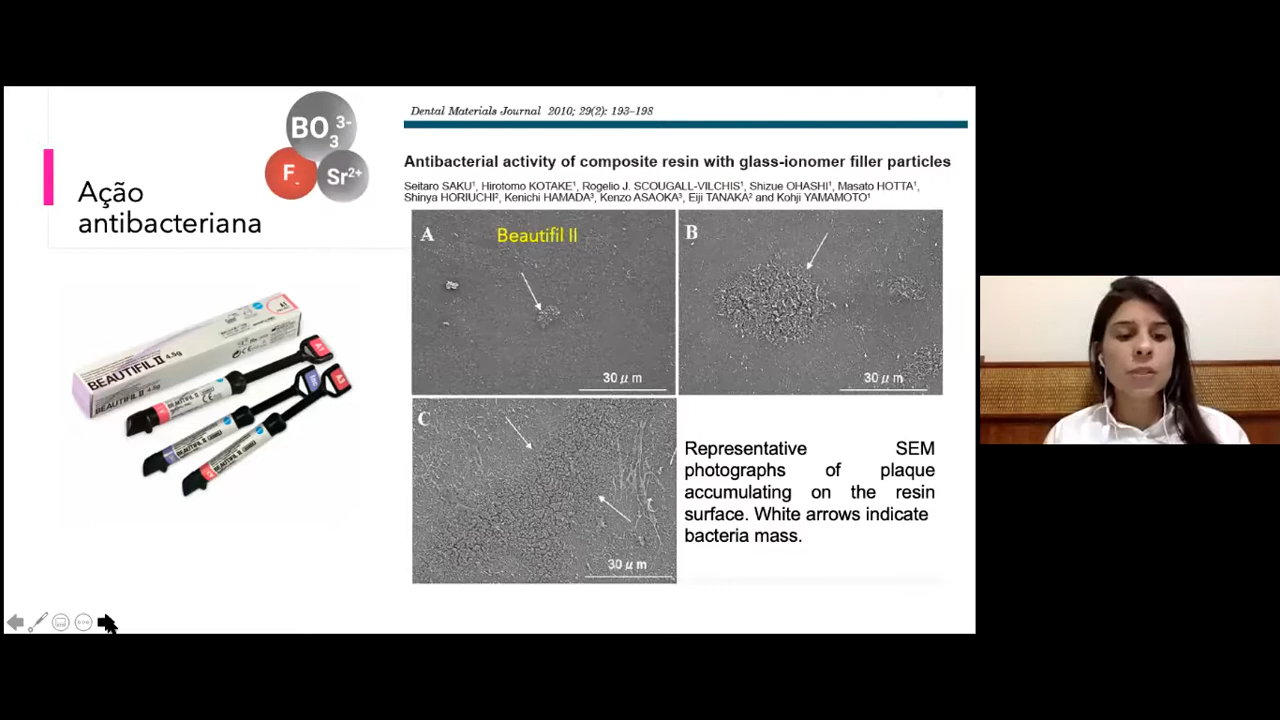 BO₃³⁻
F⁻
Sr²⁺
Ação
antibacteriana
BEAUTIFIL II 4.5g
Dental Materials Journal 2010; 29(2): 193–198
Antibacterial activity of composite resin with glass-ionomer filler particles
Seitaro SAKU¹, Hirotomo KOTAKE¹, Rogelio J. SCOUGALL-VILCHIS¹, Shizue OHASHI¹, Masato HOTTA¹,
Shinya HORIUCHI², Kenichi HAMADA³, Kenzo ASAOKA³, Eiji TANAKA² and Kohji YAMAMOTO¹
A
Beautifil II
30 μ m
B
30 μ m
C
30 μ m
Representative SEM
photographs of plaque
accumulating on the resin
surface. White arrows indicate
bacteria mass.